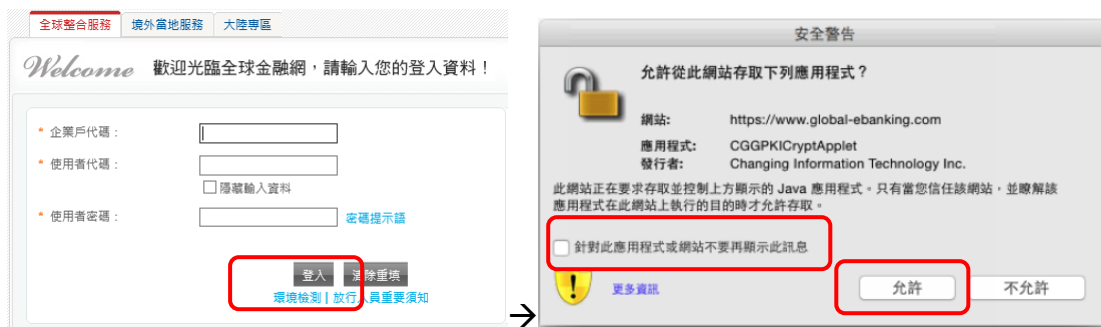 全球整合服務 境外當地服務 大陸專區
Welcome 歡迎光臨全球金融網，請輸入您的登入資料！
* 企業戶代碼：
* 使用者代碼：
隱藏輸入資料
* 使用者密碼： 密碼提示語
登入 清除重填
環境檢測 | 放行人員重要須知
→
安全警告
允許從此網站存取下列應用程式？
網站: https://www.global-ebanking.com
應用程式: CGGPKICryptApplet
發行者: Changing Information Technology Inc.
此網站正在要求存取並控制上方顯示的 Java 應用程式。只有當您信任該網站，並瞭解該
應用程式在此網站上執行的目的時才允許存取。
針對此應用程式或網站不要再顯示此訊息
更多資訊 允許 不允許